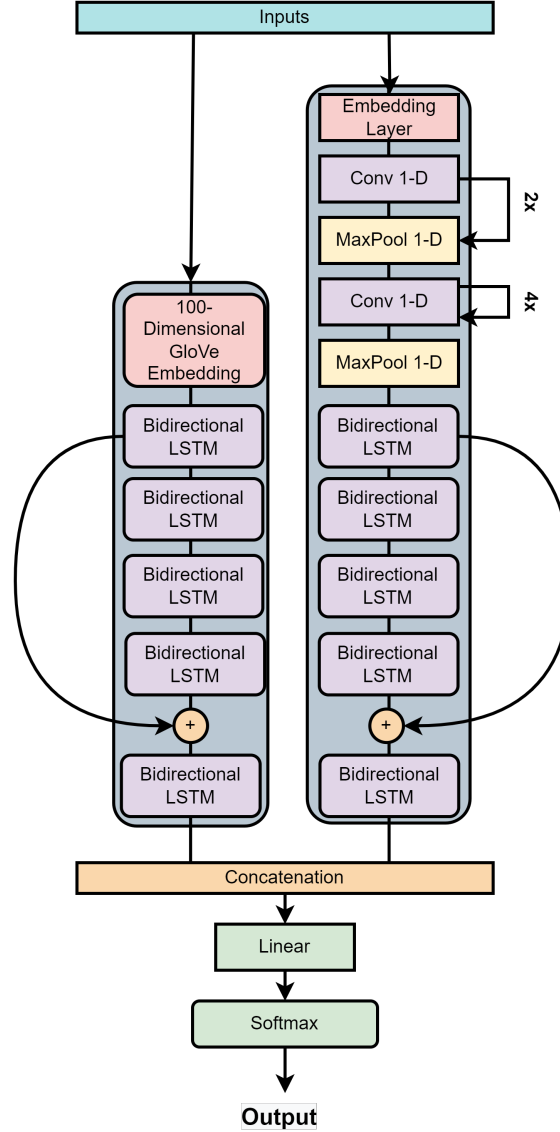 Inputs
Embedding
Layer
Conv 1-D
2x
MaxPool 1-D
Conv 1-D
4x
MaxPool 1-D
100-
Dimensional
GloVe
Embedding
Bidirectional
LSTM
Bidirectional
LSTM
Bidirectional
LSTM
Bidirectional
LSTM
+
Bidirectional
LSTM
Bidirectional
LSTM
Bidirectional
LSTM
Bidirectional
LSTM
Bidirectional
LSTM
+
Bidirectional
LSTM
Concatenation
Linear
Softmax
Output